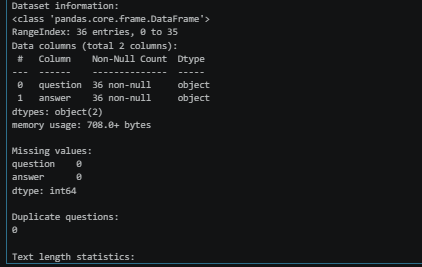 Dataset information:
<class 'pandas.core.frame.DataFrame'>
RangeIndex: 36 entries, 0 to 35
Data columns (total 2 columns):
 #   Column    Non-Null Count  Dtype
---  ------    --------------  -----
 0   question  36 non-null     object
 1   answer    36 non-null     object
dtypes: object(2)
memory usage: 708.0+ bytes

Missing values:
question    0
answer      0
dtype: int64

Duplicate questions:
0

Text length statistics: